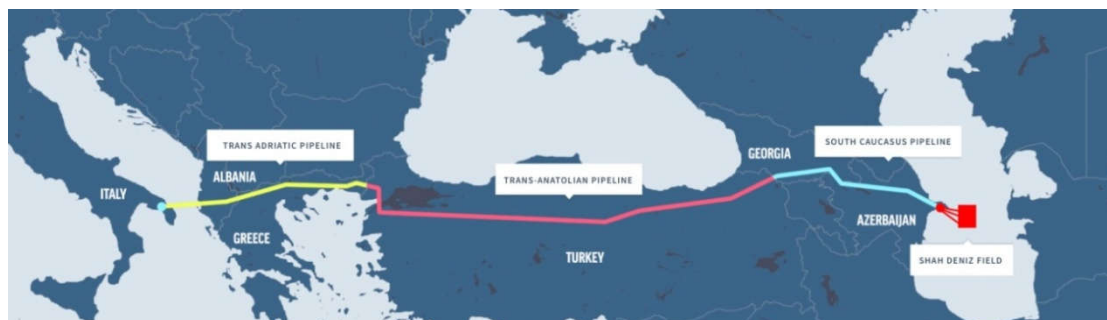 TRANS ADRIATIC PIPELINE
ALBANIA
ITALY
GREECE
TRANS-ANATOLIAN PIPELINE
TURKEY
GEORGIA
SOUTH CAUCASUS PIPELINE
AZERBAIJAN
SHAH DENIZ FIELD